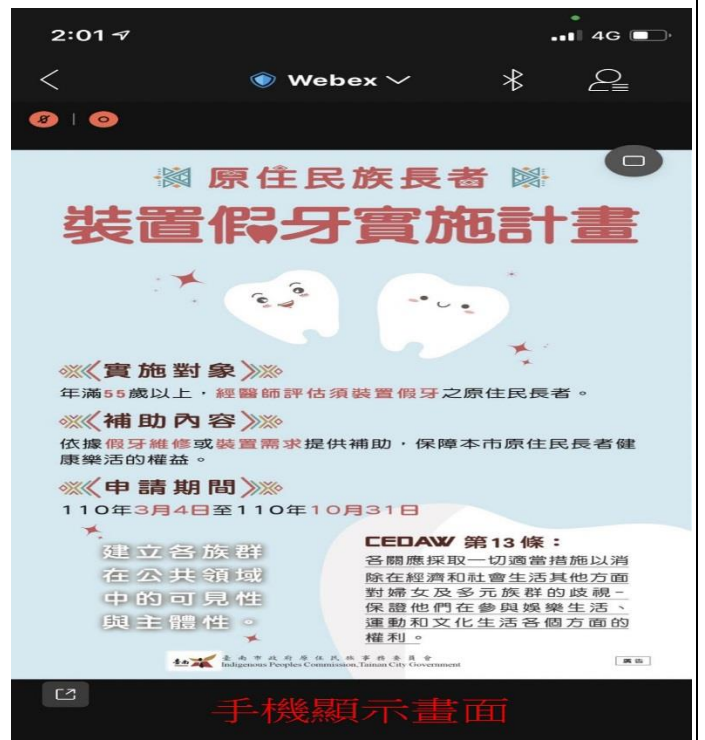 2:01
4G
Webex
原住民族長者
裝置假牙實施計畫
實施對象
年滿55歲以上,經醫師評估須裝置假牙之原住民長者。
補助內容
依據假牙維修或裝置需求提供補助,保障本市原住民長者健
康樂活的權益。
申請期間
110年3月4日至110年10月31日
建立各族群
在公共領域
中的可見性
與主體性。
CEDAW 第13條:
各關應採取一切適當措施以消
除在經濟和社會生活其他方面
對婦女及多元族群的歧視-
保證他們在參與娛樂生活、
運動和文化生活各個方面的
權利。
臺南市政府原住民族事務委員會
Indigenous Peoples Commission,Tainan City Government
廣告
手機顯示畫面